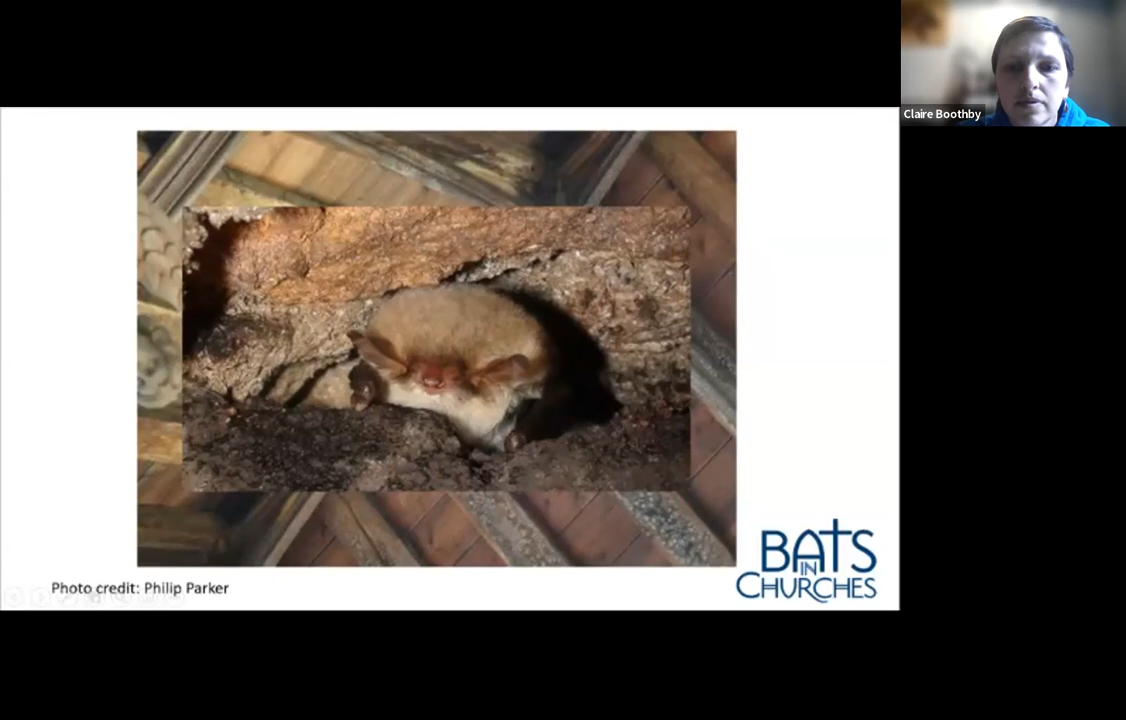 Claire Boothby
BATS
IN
CHURCHES
Photo credit: Philip Parker